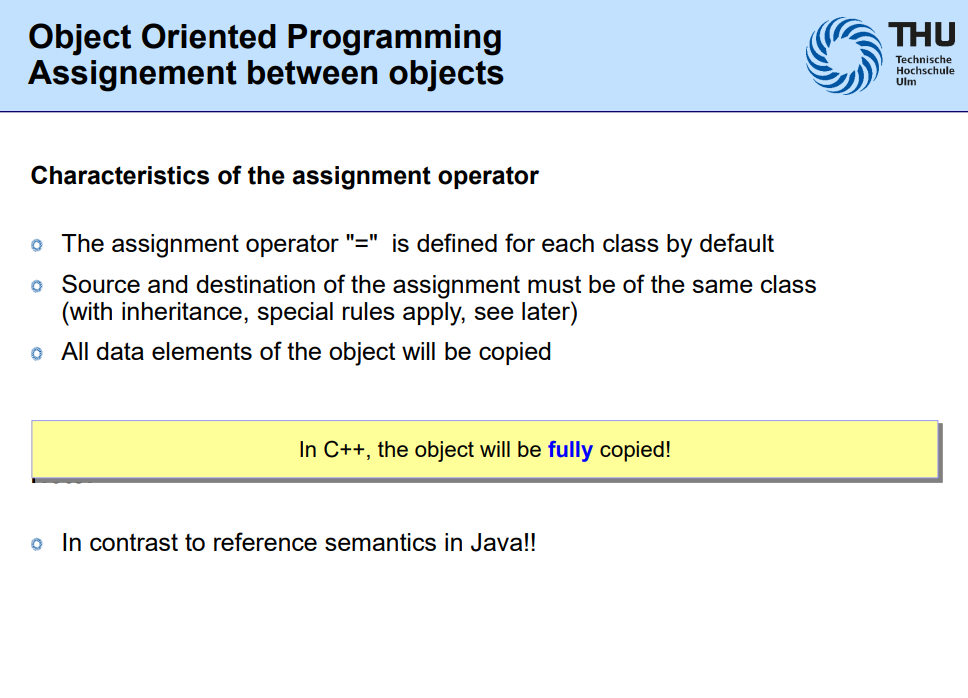 Object Oriented Programming
Assignement between objects
THU
Technische
Hochschule
Ulm
Characteristics of the assignment operator
The assignment operator "=" is defined for each class by default
Source and destination of the assignment must be of the same class
(with inheritance, special rules apply, see later)
All data elements of the object will be copied
In C++, the object will be fully copied!
In contrast to reference semantics in Java!!